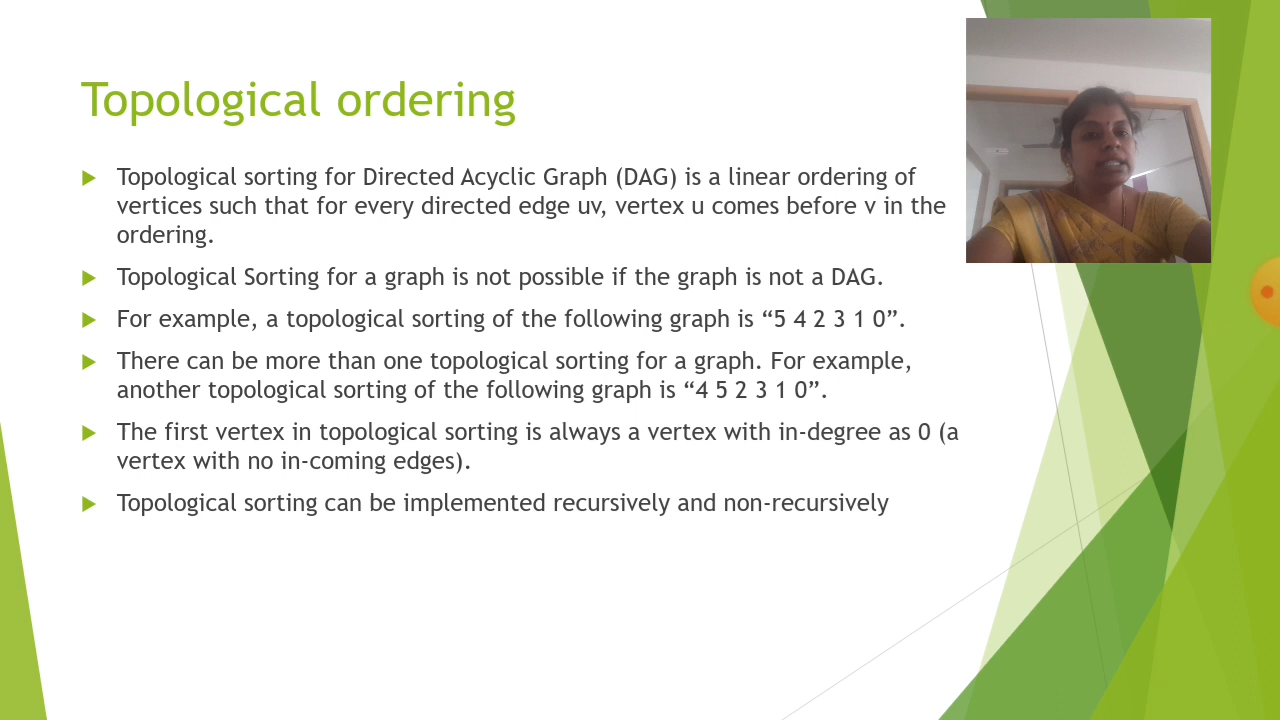 Topological ordering
Topological sorting for Directed Acyclic Graph (DAG) is a linear ordering of
vertices such that for every directed edge uv, vertex u comes before v in the
ordering.
Topological Sorting for a graph is not possible if the graph is not a DAG.
For example, a topological sorting of the following graph is “5 4 2 3 1 0”.
There can be more than one topological sorting for a graph. For example,
another topological sorting of the following graph is “4 5 2 3 1 0”.
The first vertex in topological sorting is always a vertex with in-degree as 0 (a
vertex with no in-coming edges).
Topological sorting can be implemented recursively and non-recursively